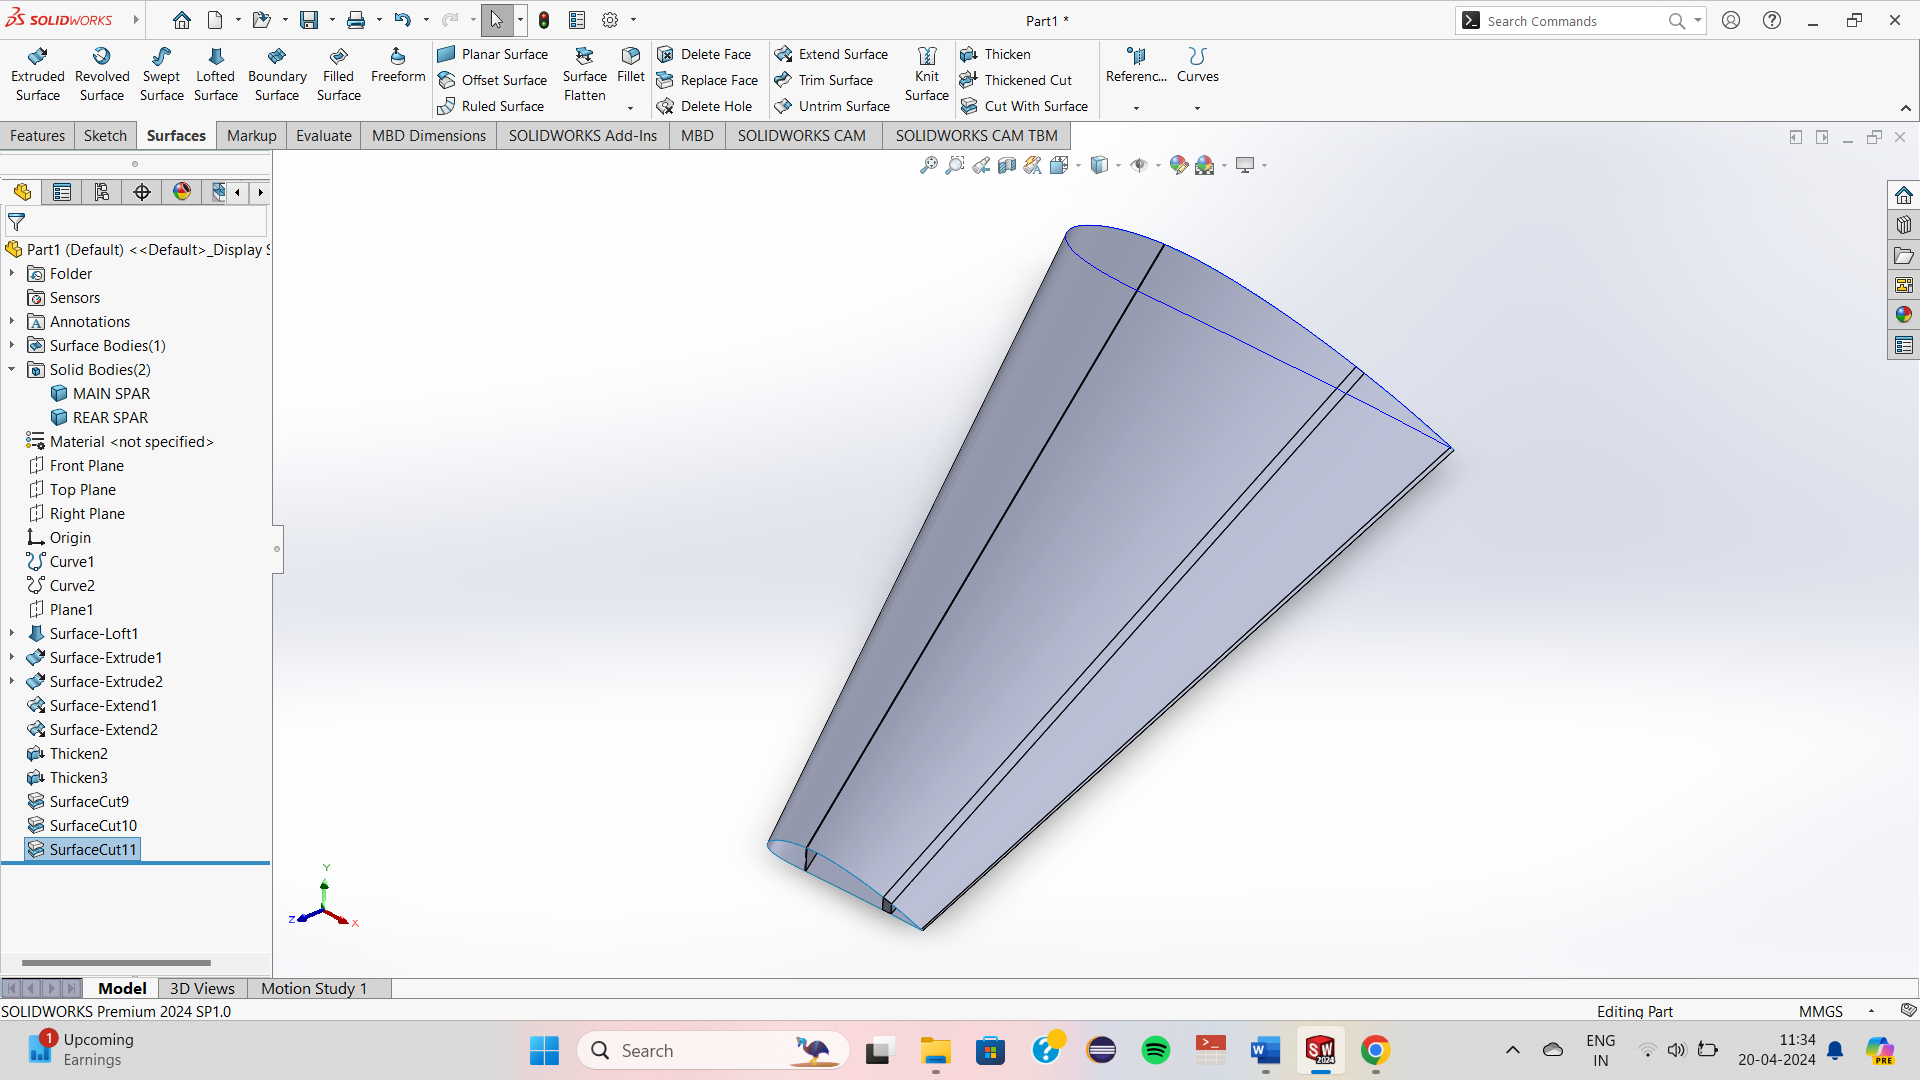 SOLIDWORKS
Part1 *
Search Commands
Extruded Surface
Revolved Surface
Swept Surface
Lofted Surface
Boundary Surface
Filled Surface
Freeform
Planar Surface
Offset Surface
Ruled Surface
Surface Flatten
Fillet
Delete Face
Replace Face
Delete Hole
Extend Surface
Trim Surface
Untrim Surface
Knit Surface
Thicken
Thickened Cut
Cut With Surface
Referenc...
Curves
Features
Sketch
Surfaces
Markup
Evaluate
MBD Dimensions
SOLIDWORKS Add-Ins
MBD
SOLIDWORKS CAM
SOLIDWORKS CAM TBM
Part1 (Default) <<Default>_Display S
Folder
Sensors
Annotations
Surface Bodies(1)
Solid Bodies(2)
MAIN SPAR
REAR SPAR
Material <not specified>
Front Plane
Top Plane
Right Plane
Origin
Curve1
Curve2
Plane1
Surface-Loft1
Surface-Extrude1
Surface-Extrude2
Surface-Extend1
Surface-Extend2
Thicken2
Thicken3
SurfaceCut9
SurfaceCut10
SurfaceCut11
Y
Z
X
Model
3D Views
Motion Study 1
SOLIDWORKS Premium 2024 SP1.0
Editing Part
MMGS
1
Upcoming
Earnings
Search
W
SW
2024
ENG
IN
11:34
20-04-2024
PRE